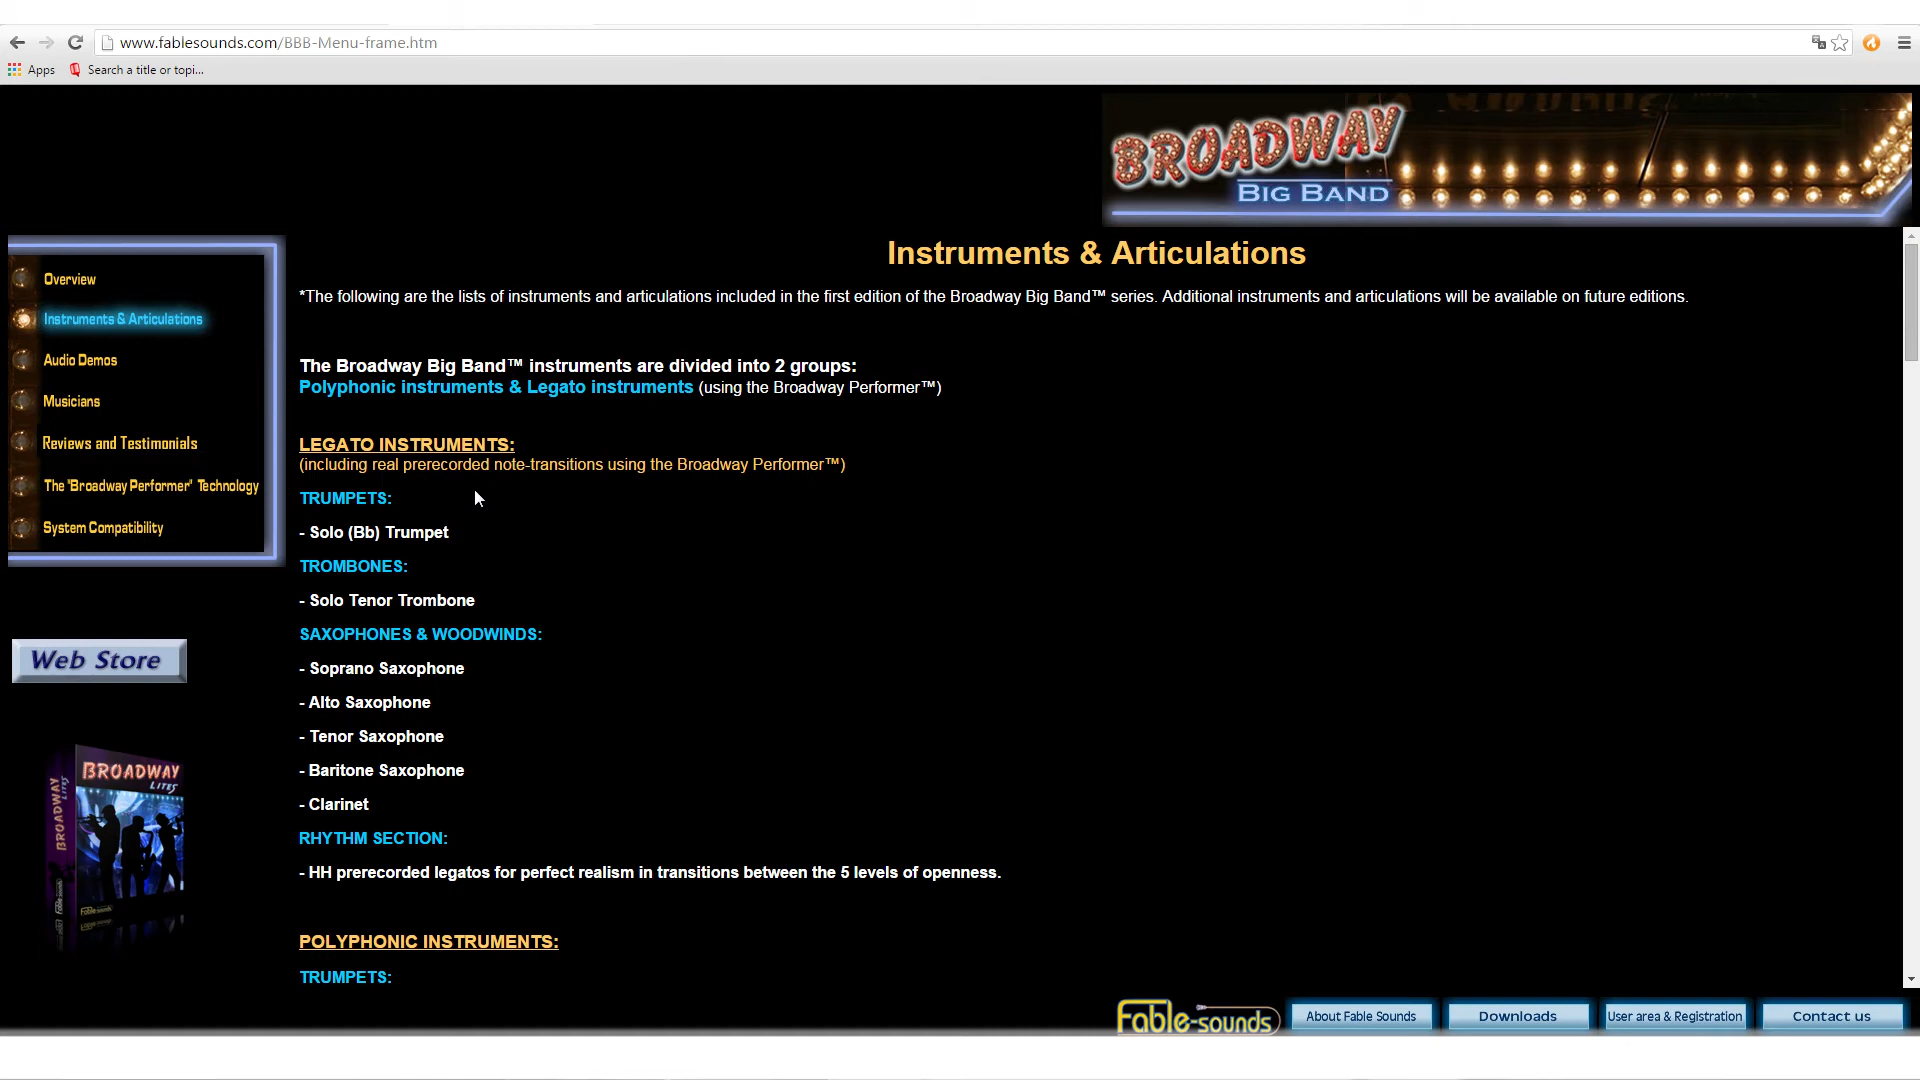 www.fablesounds.com/BBB-Menu-frame.htm
Apps
Search a title or topi...
BROADWAY
BIG BAND
Overview
Instruments & Articulations
Audio Demos
Musicians
Reviews and Testimonials
The "Broadway Performer" Technology
System Compatibility
Web Store
BROADWAY
LITES
BROADWAY
LITES
Fable-sounds
Instruments & Articulations
*The following are the lists of instruments and articulations included in the first edition of the Broadway Big Band™ series. Additional instruments and articulations will be available on future editions.
The Broadway Big Band™ instruments are divided into 2 groups:
Polyphonic instruments & Legato instruments (using the Broadway Performer™)
LEGATO INSTRUMENTS:
(including real prerecorded note-transitions using the Broadway Performer™)
TRUMPETS:
- Solo (Bb) Trumpet
TROMBONES:
- Solo Tenor Trombone
SAXOPHONES & WOODWINDS:
- Soprano Saxophone
- Alto Saxophone
- Tenor Saxophone
- Baritone Saxophone
- Clarinet
RHYTHM SECTION:
- HH prerecorded legatos for perfect realism in transitions between the 5 levels of openness.
POLYPHONIC INSTRUMENTS:
TRUMPETS:
Fable-sounds
About Fable Sounds
Downloads
User area & Registration
Contact us